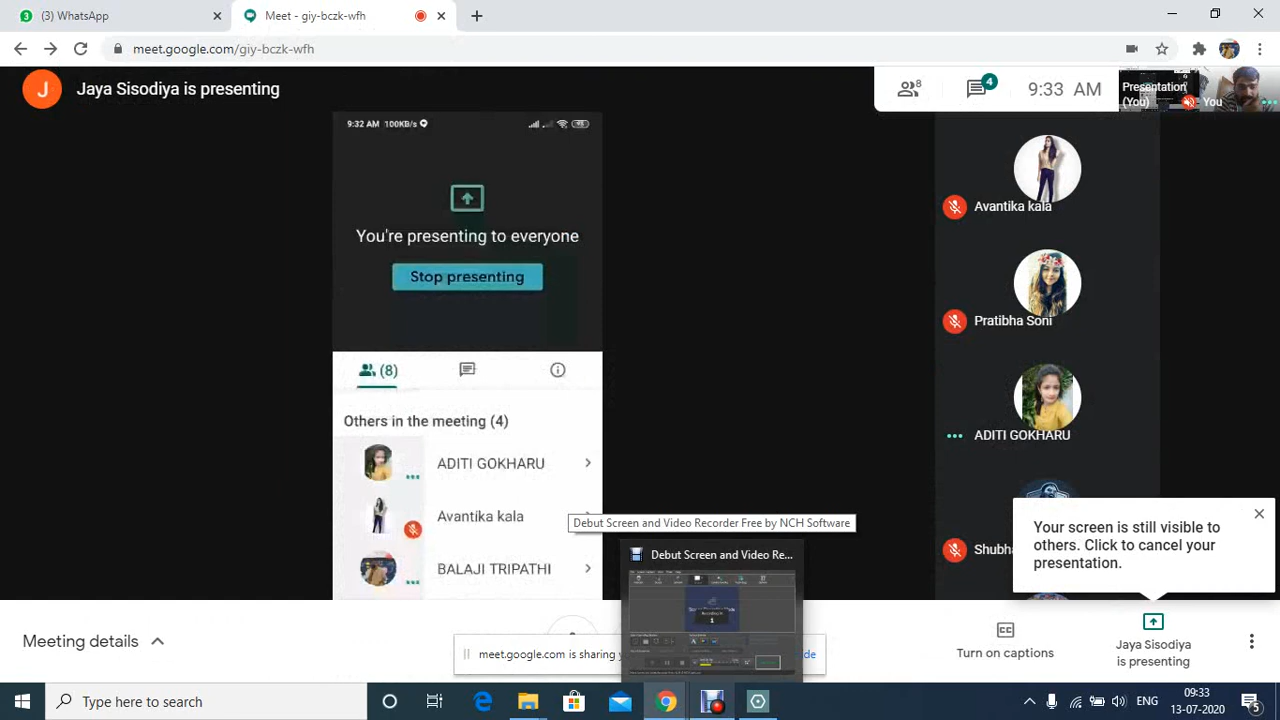 3
(3) WhatsApp
Meet - giy-bczk-wfh
meet.google.com/giy-bczk-wfh
J
Jaya Sisodiya is presenting
8
4
9:33 AM
Presentation
(You)
You
9:32 AM 100KB/s
You're presenting to everyone
Stop presenting
(8)
Others in the meeting (4)
ADITI GOKHARU
Avantika kala
BALAJI TRIPATHI
Avantika kala
Pratibha Soni
ADITI GOKHARU
Shubha
Debut Screen and Video Recorder Free by NCH Software
Debut Screen and Video Re...
Your screen is still visible to
others. Click to cancel your
presentation.
Meeting details
meet.google.com is sharing y
ide
CC
Turn on captions
Jaya Sisodiya
is presenting
Type here to search
ENG
09:33
13-07-2020
5